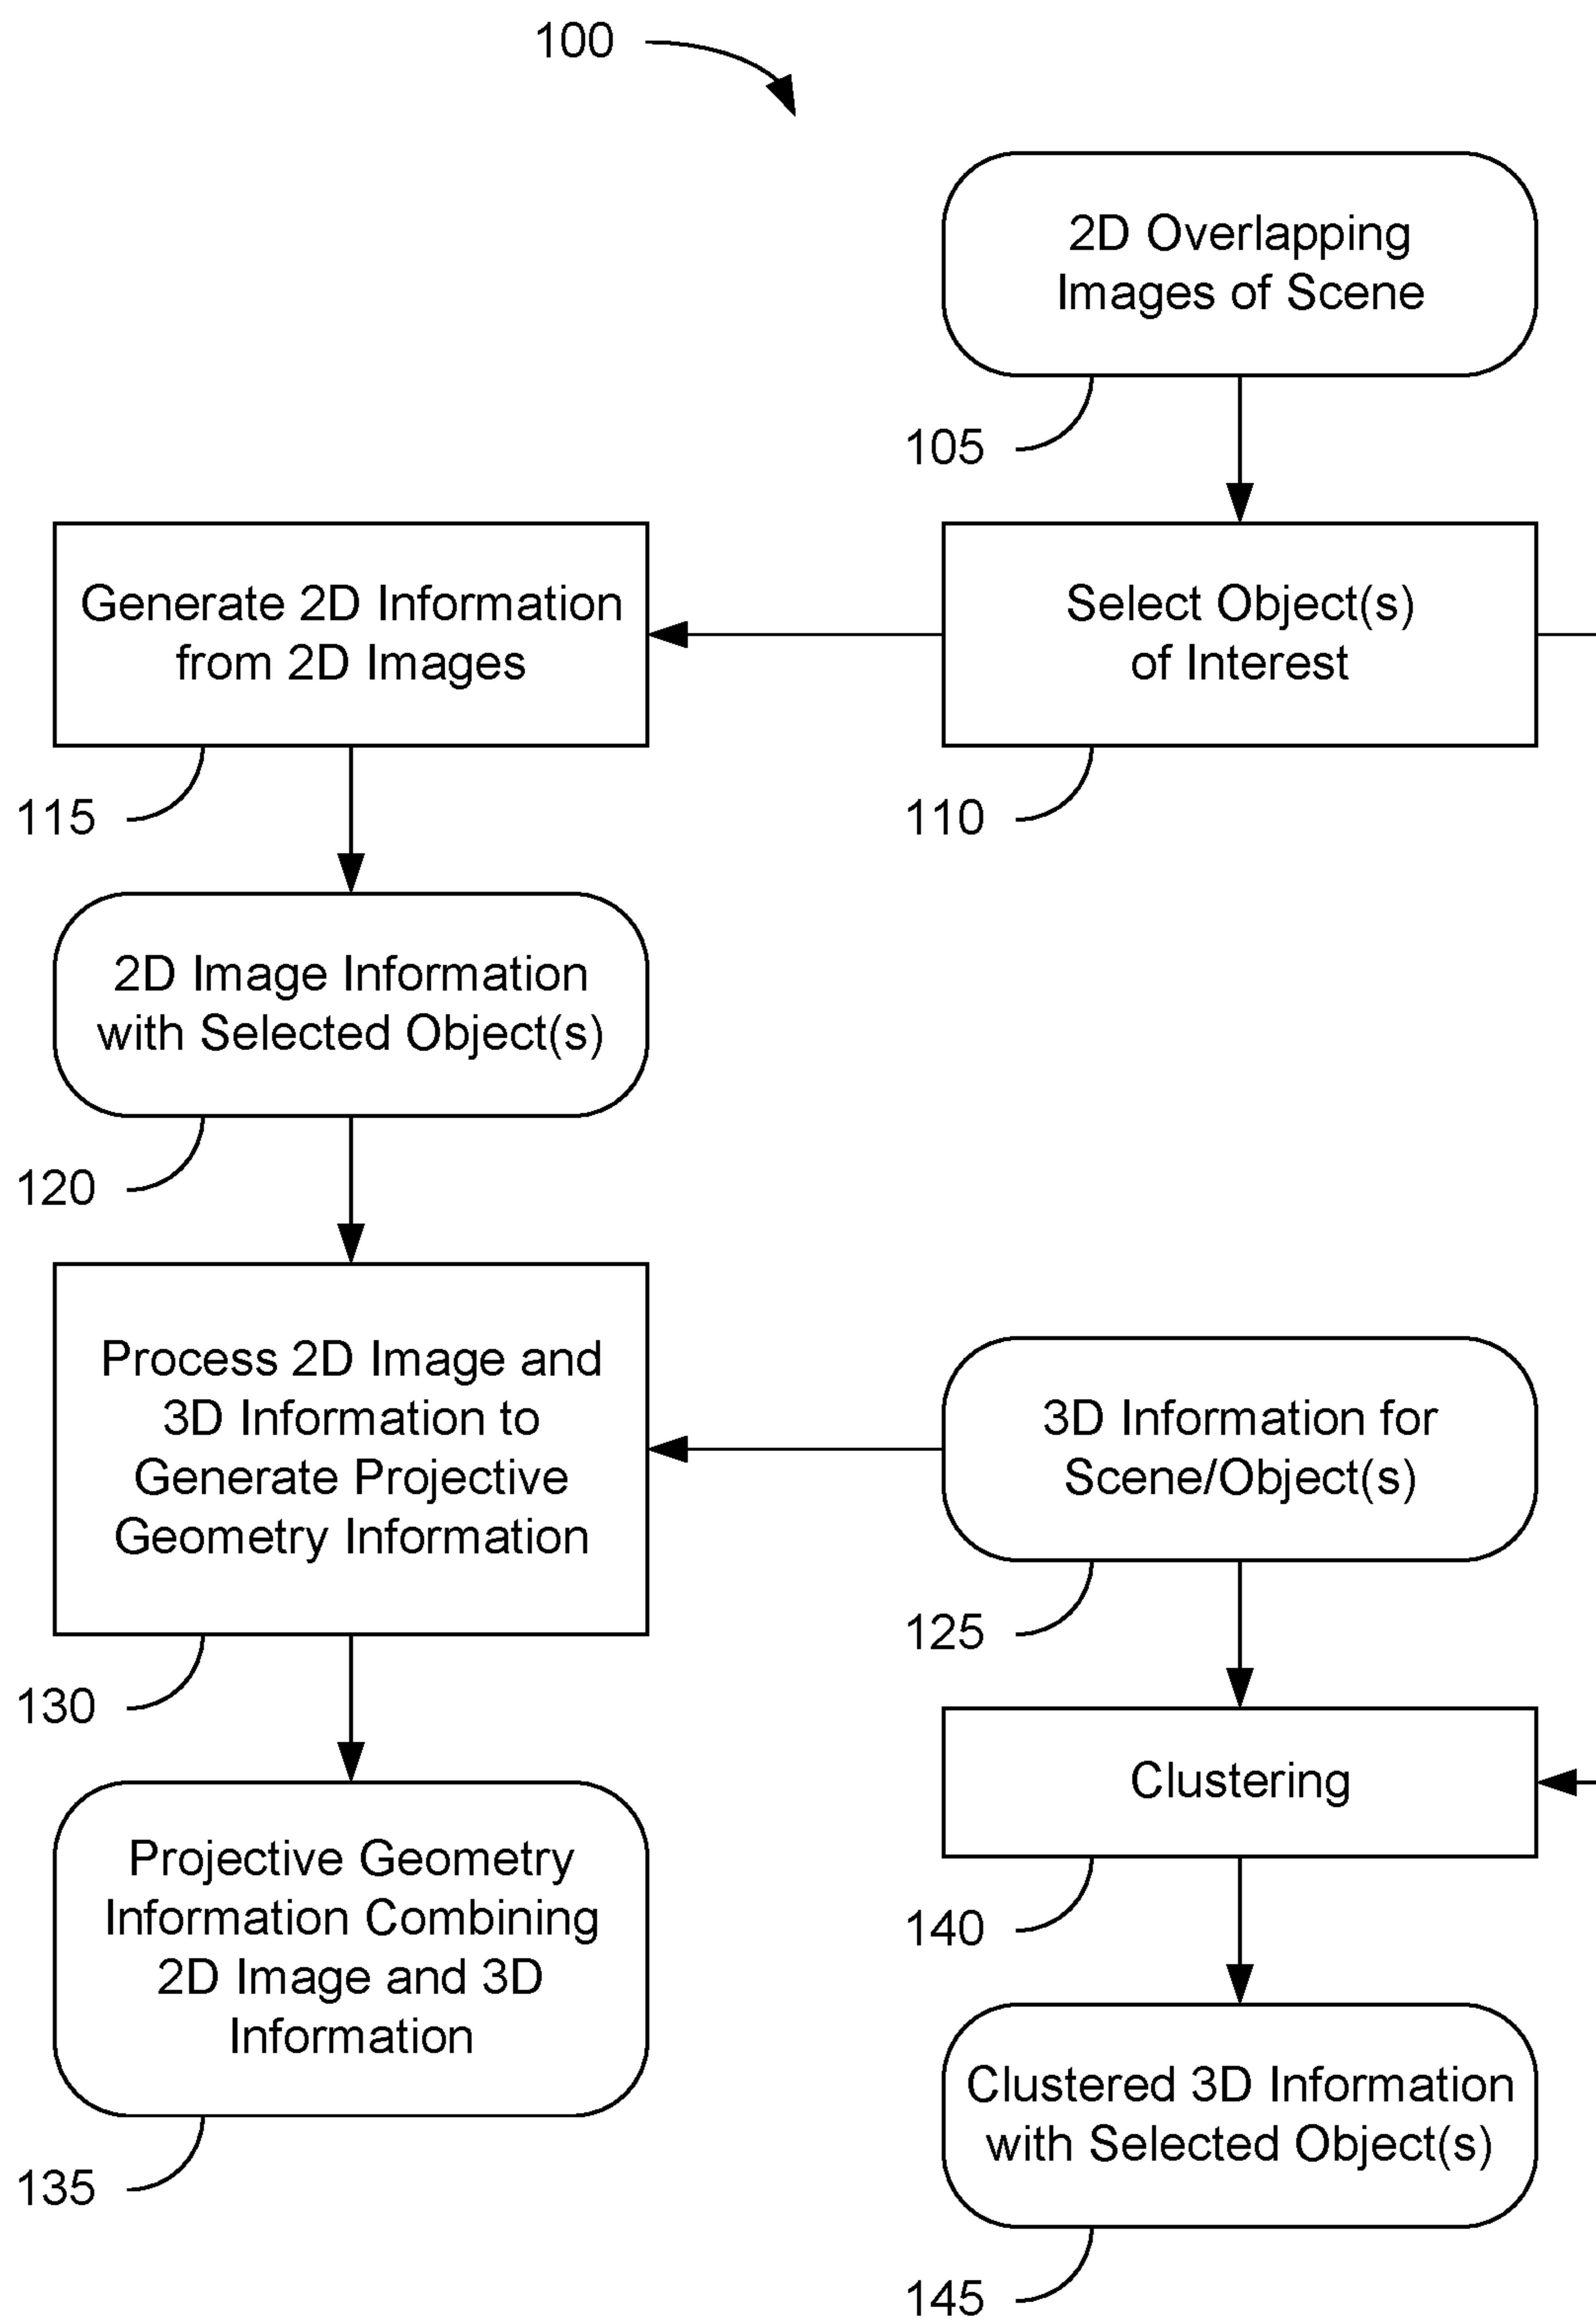 100
2D Overlapping
Images of Scene
105
Generate 2D Information
from 2D Images
115
Select Object(s)
of Interest
110
2D Image Information
with Selected Object(s)
120
Process 2D Image and
3D Information to
Generate Projective
Geometry Information
130
3D Information for
Scene/Object(s)
125
Clustering
140
Projective Geometry
Information Combining
2D Image and 3D
Information
135
Clustered 3D Information
with Selected Object(s)
145